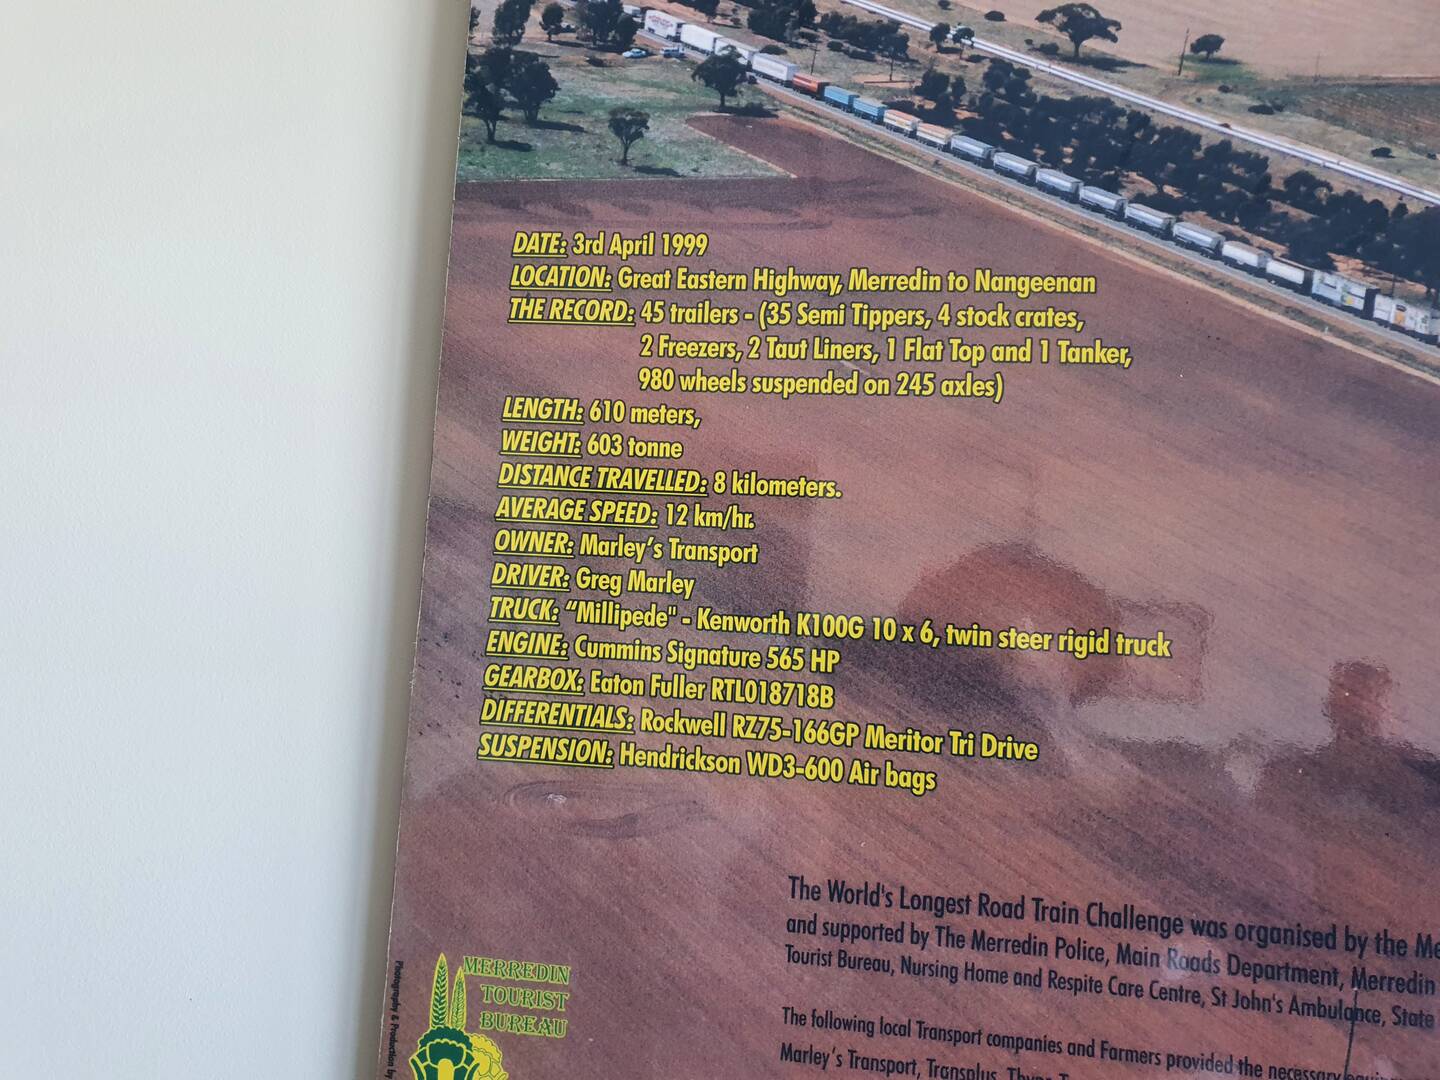 DATE: 3rd April 1999
LOCATION: Great Eastern Highway, Merredin to Nangeenan
THE RECORD: 45 trailers - (35 Semi Tippers, 4 stock crates,
2 Freezers, 2 Taut Liners, 1 Flat Top and 1 Tanker,
980 wheels suspended on 245 axles)
LENGTH: 610 meters,
WEIGHT: 603 tonne
DISTANCE TRAVELLED: 8 kilometers.
AVERAGE SPEED: 12 km/hr.
OWNER: Marley's Transport
DRIVER: Greg Marley
TRUCK: “Millipede" - Kenworth K100G 10 x 6, twin steer rigid truck
ENGINE: Cummins Signature 565 HP
GEARBOX: Eaton Fuller RTLO18718B
DIFFERENTIALS: Rockwell RZ75-166GP Meritor Tri Drive
SUSPENSION: Hendrickson WD3-600 Air bags
The World's Longest Road Train Challenge was organised by the Me
and supported by The Merredin Police, Main Roads Department, Merredin
Tourist Bureau, Nursing Home and Respite Care Centre, St John's Ambulance, State
The following local Transport companies and Farmers provided the necessary
Marley's Transport, Transplus,
MERREDIN
TOURIST
BUREAU
Photography & Production by